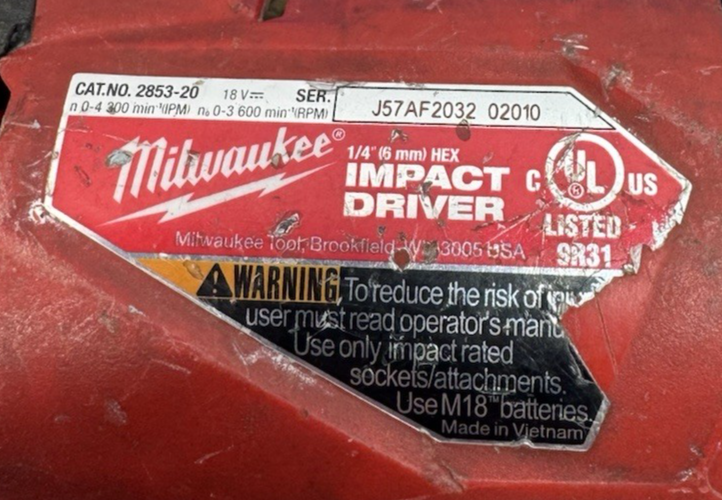 CAT.NO. 2853-20 18 V⎓ SER. J57AF2032 02010
n 0-4 300 min⁻¹(IPM) n₀ 0-3 600 min⁻¹(RPM)
Milwaukee®
1/4" (6 mm) HEX
IMPACT
DRIVER
C UL® US
LISTED
9R31
Milwaukee Tool, Brookfield, USA
WARNING To reduce the risk of
user must read operator's
Use only impact rated
sockets/attachments.
Use M18™ batteries.
Made in Vietnam